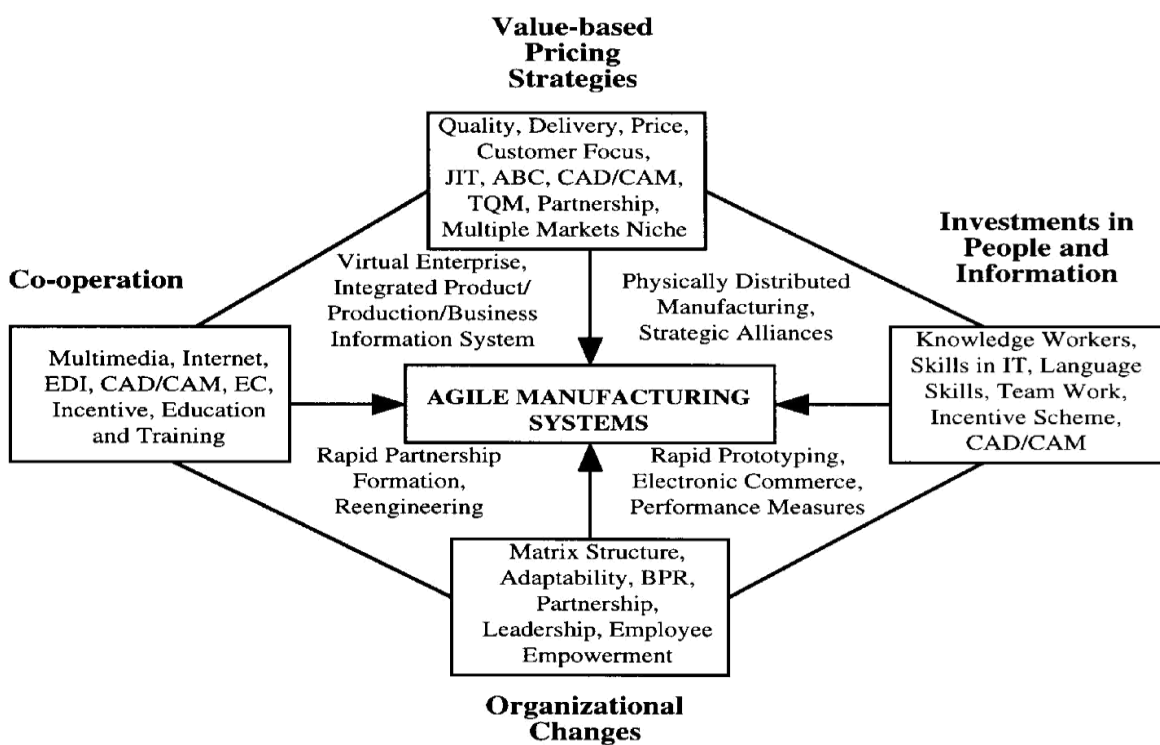 Value-based
Pricing
Strategies
Quality, Delivery, Price,
Customer Focus,
JIT, ABC, CAD/CAM,
TQM, Partnership,
Multiple Markets Niche
Investments in
People and
Information
Co-operation
Virtual Enterprise,
Integrated Product/
Production/Business
Information System
Physically Distributed
Manufacturing,
Strategic Alliances
Multimedia, Internet,
EDI, CAD/CAM, EC,
Incentive, Education
and Training
AGILE MANUFACTURING
SYSTEMS
Knowledge Workers,
Skills in IT, Language
Skills, Team Work,
Incentive Scheme,
CAD/CAM
Rapid Partnership
Formation,
Reengineering
Rapid Prototyping,
Electronic Commerce,
Performance Measures
Matrix Structure,
Adaptability, BPR,
Partnership,
Leadership, Employee
Empowerment
Organizational
Changes